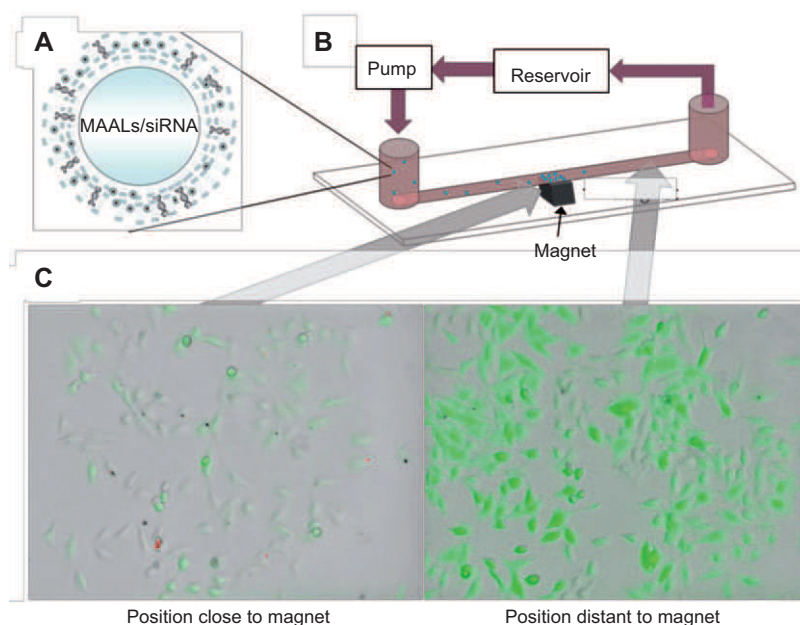 A
MAALs/siRNA
B
Pump
Reservoir
Magnet
C
Position close to magnet
Position distant to magnet